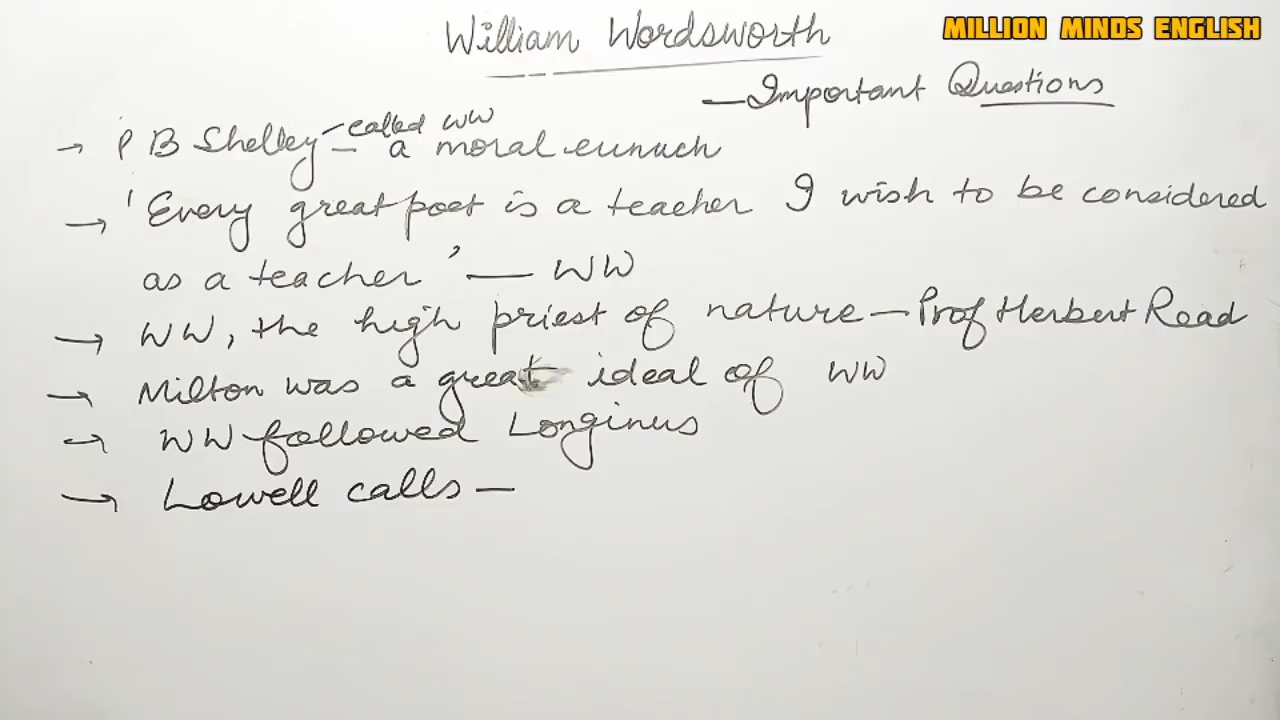 William Wordsworth
MILLION MINDS ENGLISH
— Important Questions
→ P B Shelley – called WW – a moral eunuch
→ 'Every great poet is a teacher I wish to be considered
as a teacher' — WW
→ WW, the high priest of nature — Prof Herbert Read
→ Milton was a great ideal of WW
→ WW followed Longinus
→ Lowell calls —